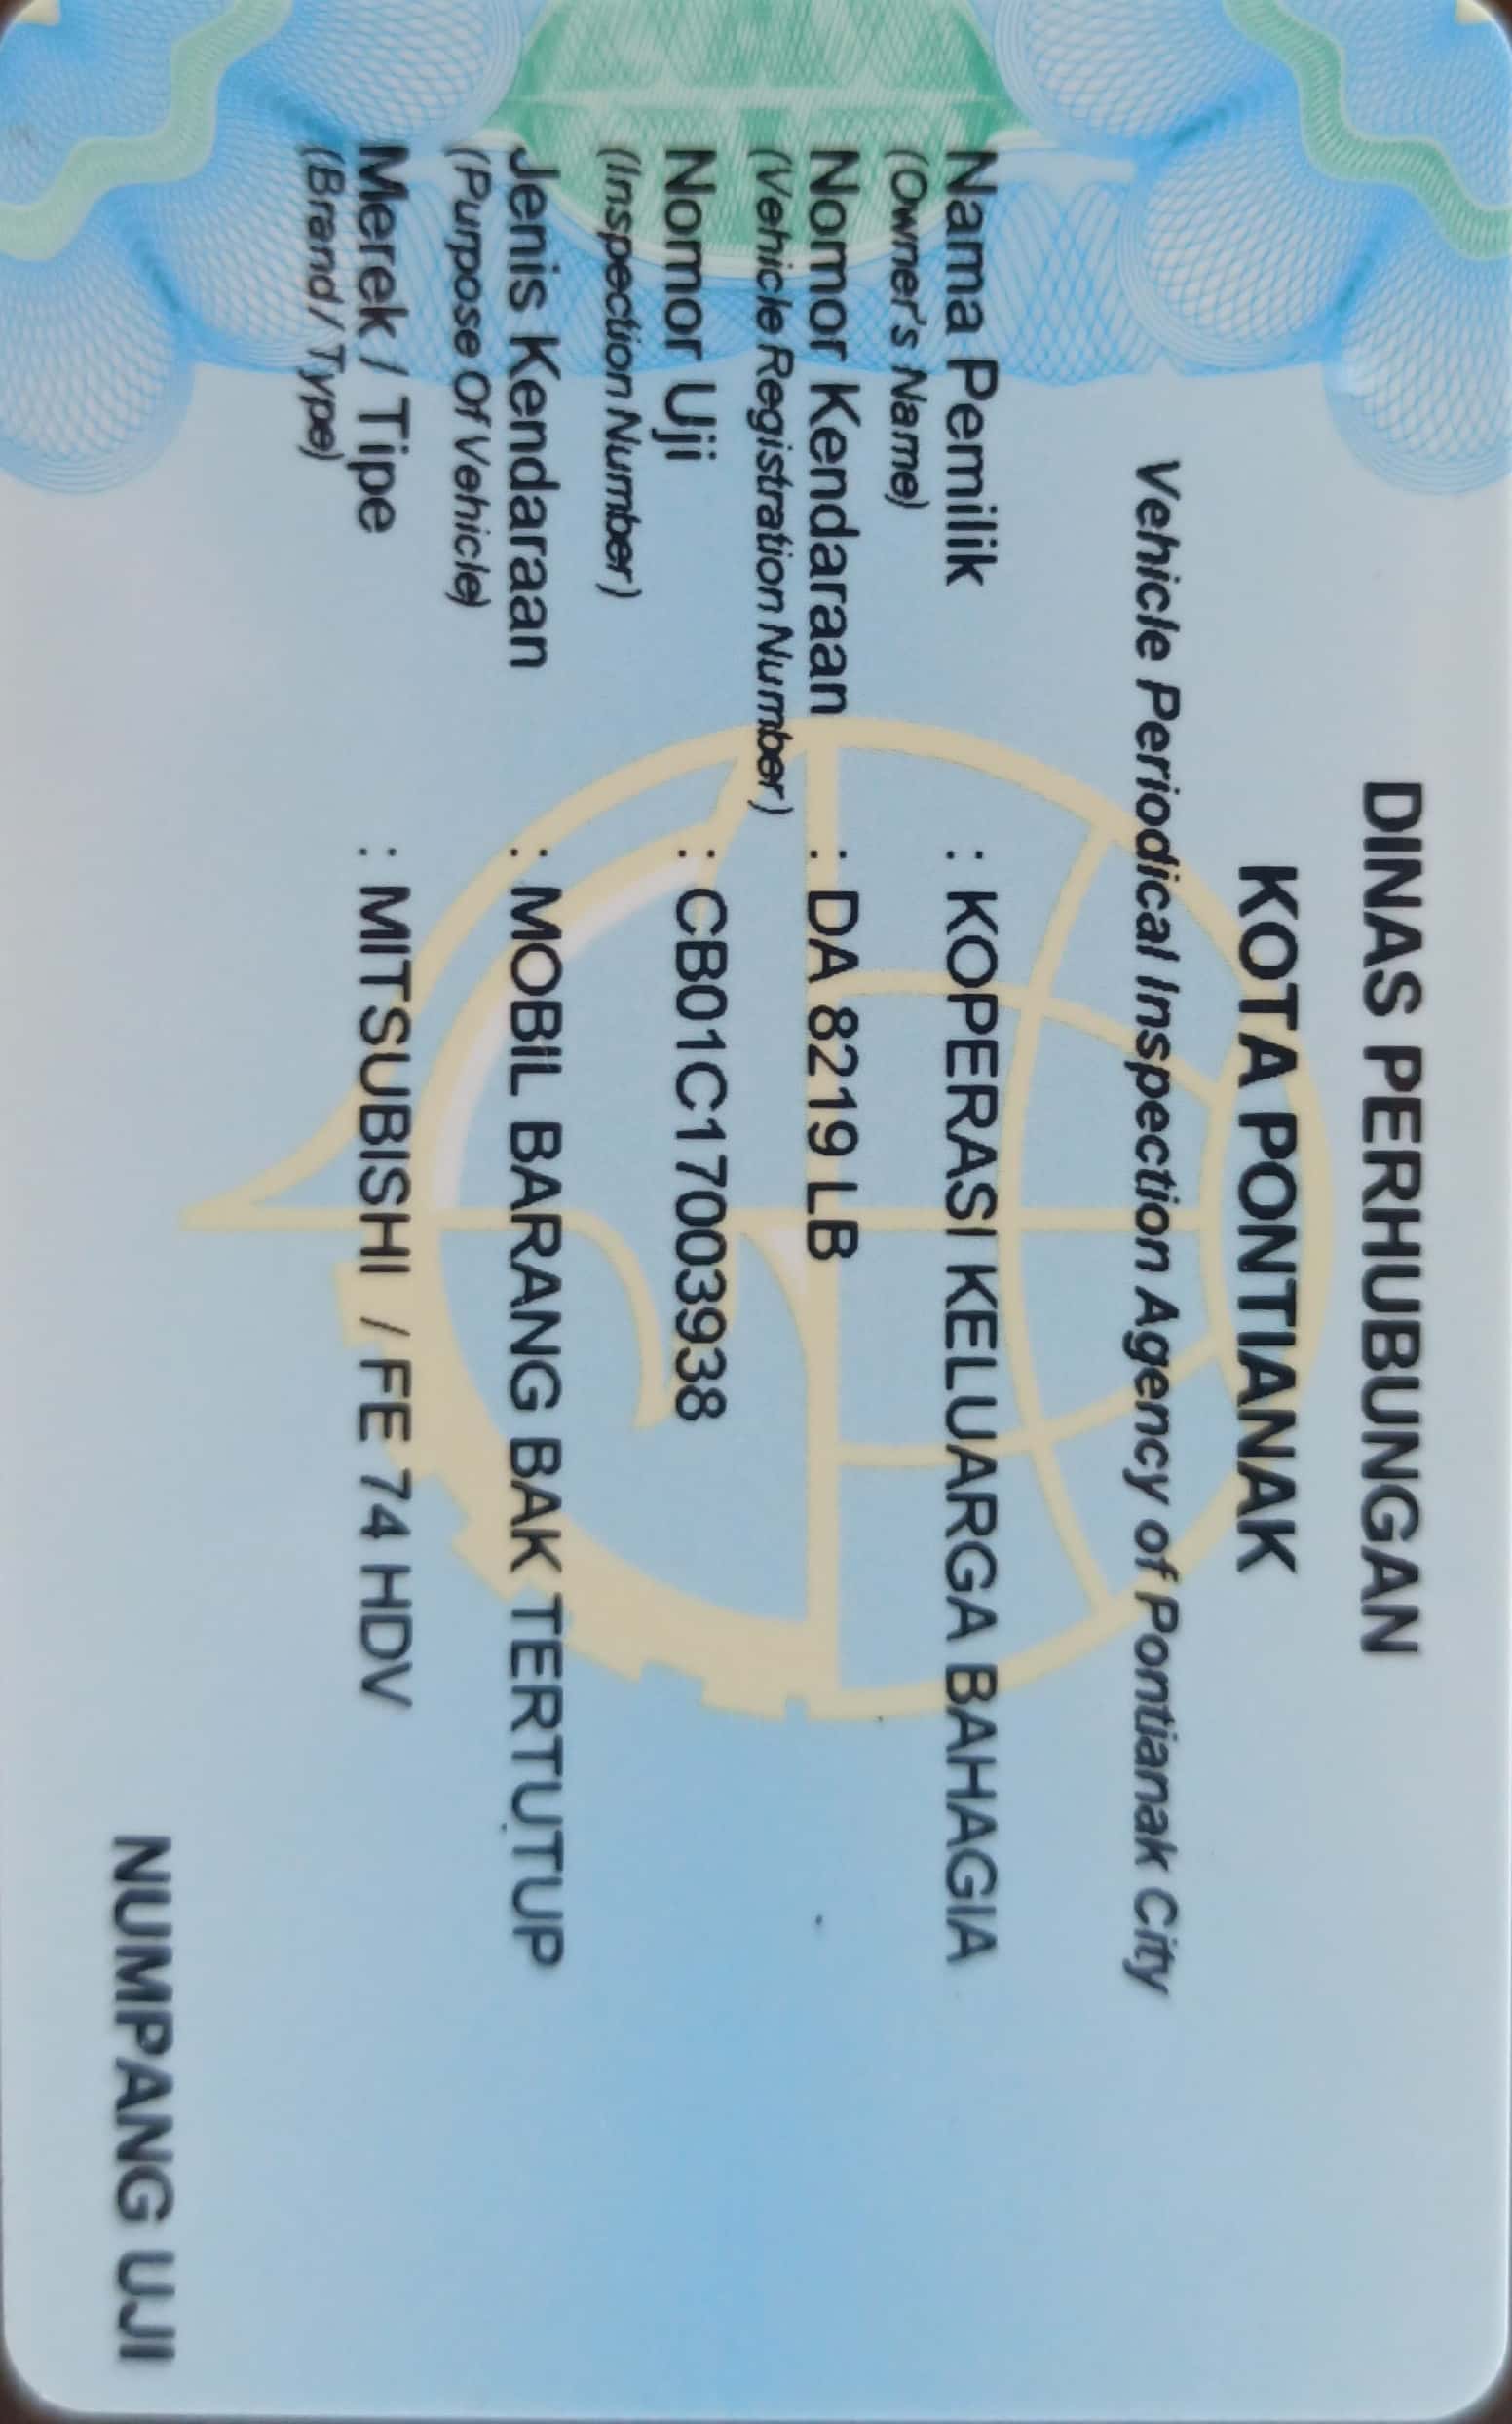 DINAS PERHUBUNGAN
KOTA PONTIANAK
Vehicle Periodical Inspection Agency of Pontianak City
Nama Pemilik : KOPERASI KELUARGA BAHAGIA
(Owner's Name)
Nomor Kendaraan : DA 8219 LB
(Vehicle Registration Number)
Nomor Uji : CB01C17003938
(Inspection Number)
Jenis Kendaraan : MOBIL BARANG BAK TERTUTUP
(Purpose Of Vehicle)
Merek / Tipe : MITSUBISHI / FE 74 HDV
(Brand / Type)
NUMPANG UJI